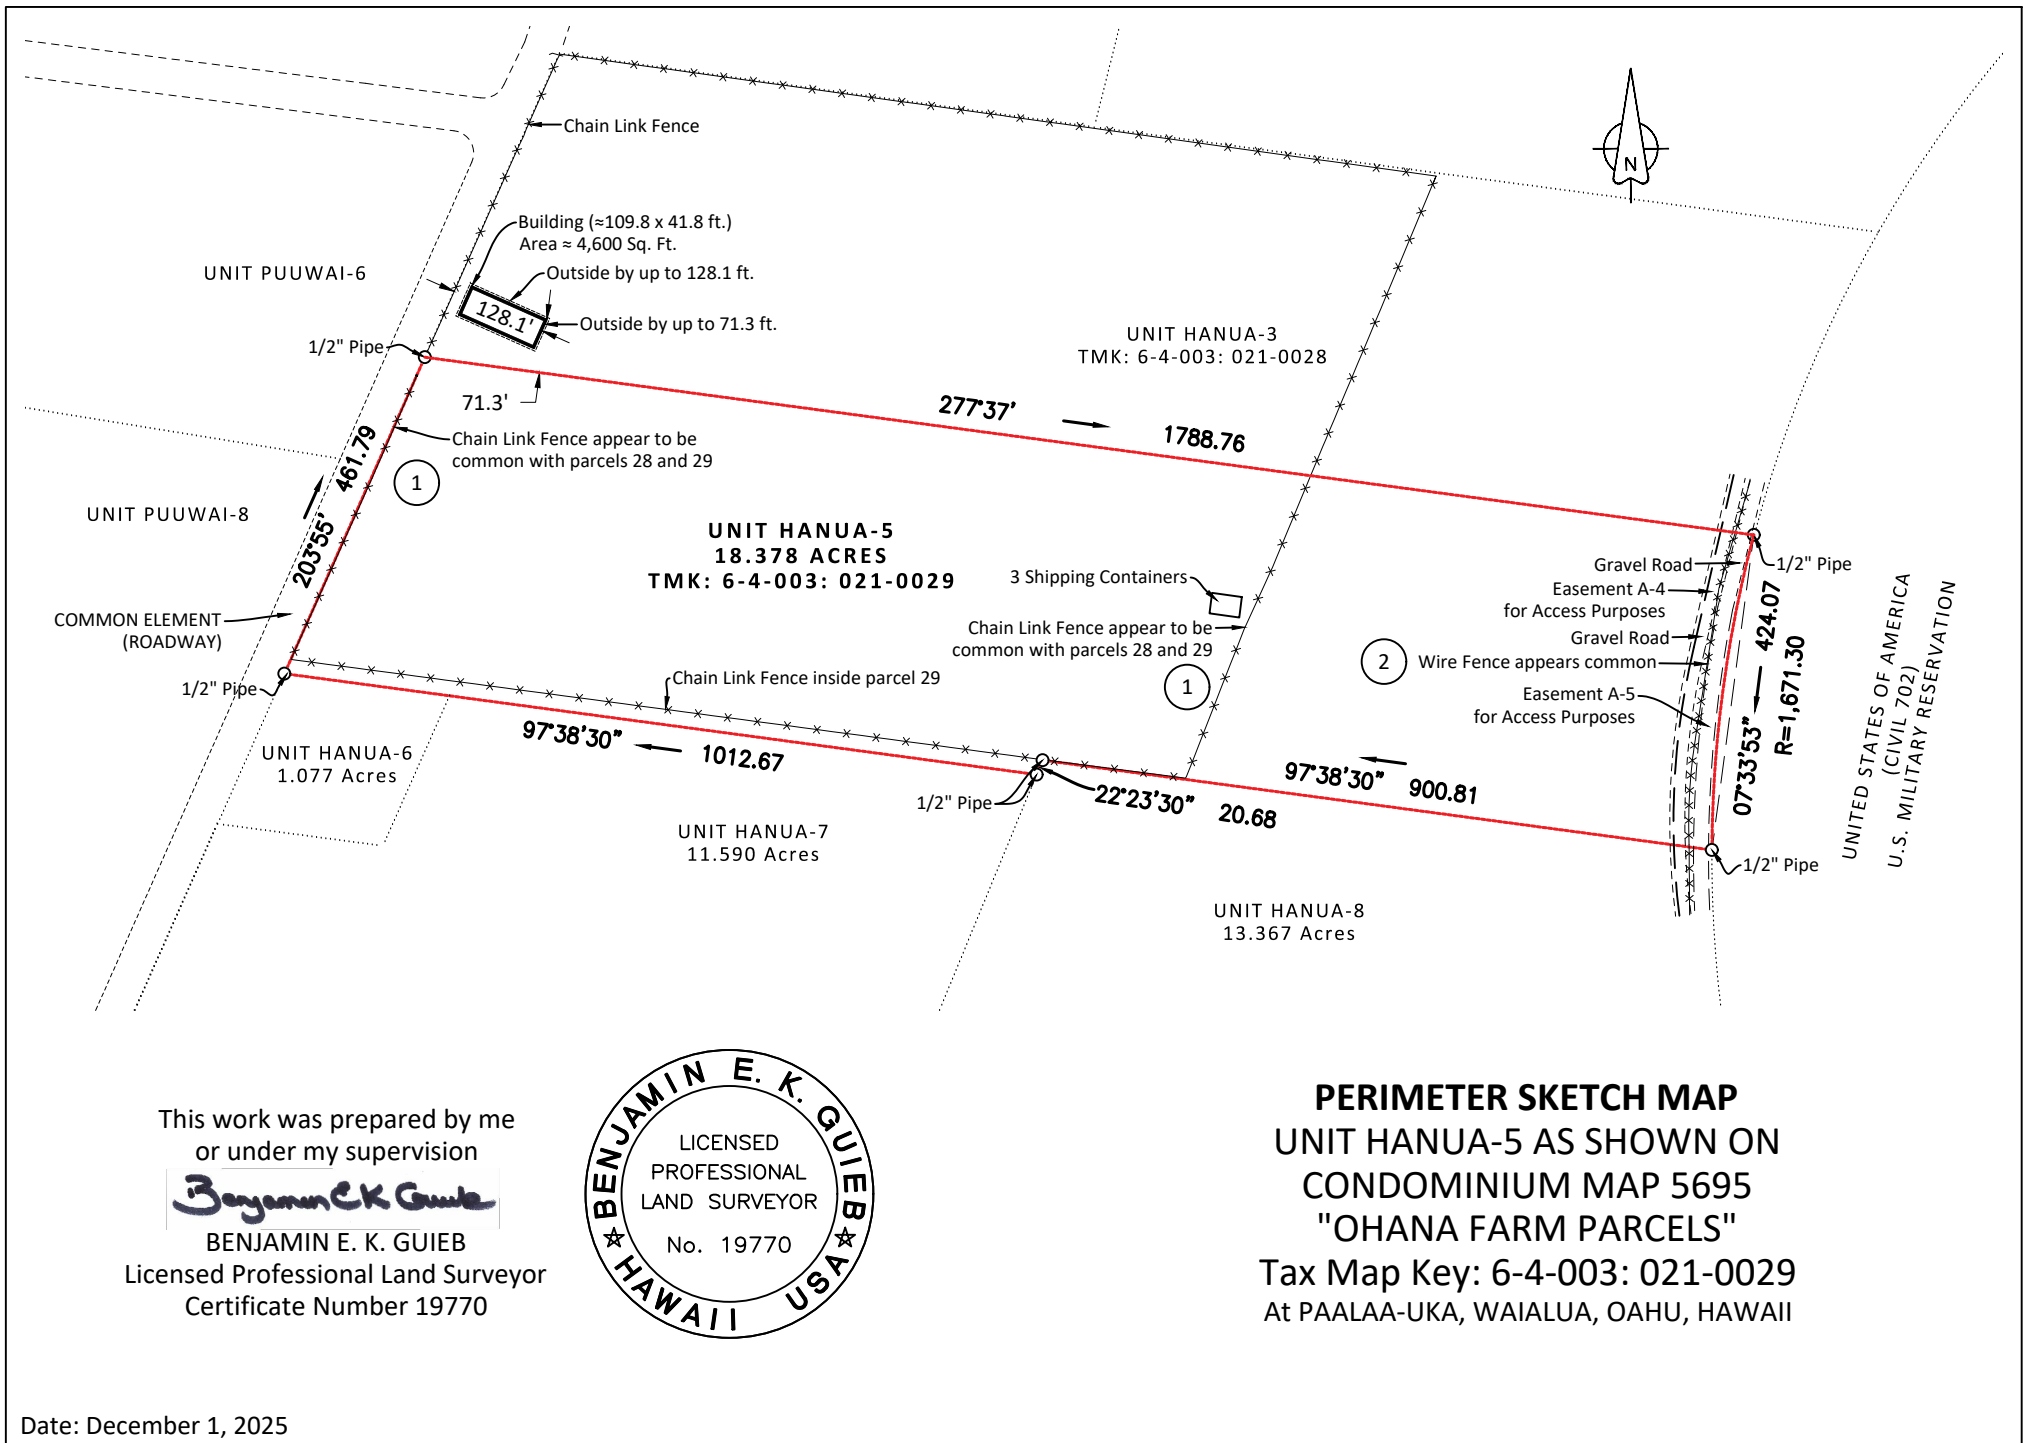 Chain Link Fence
N
Building (≈109.8 x 41.8 ft.)
Area ≈ 4,600 Sq. Ft.
Outside by up to 128.1 ft.
128.1'
Outside by up to 71.3 ft.
UNIT PUUWAI-6
1/2" Pipe
71.3'
UNIT HANUA-3
TMK: 6-4-003: 021-0028
277°37'
1788.76
Chain Link Fence appear to be
common with parcels 28 and 29
1
203°55'
461.79
UNIT PUUWAI-8
UNIT HANUA-5
18.378 ACRES
TMK: 6-4-003: 021-0029
3 Shipping Containers
Chain Link Fence appear to be
common with parcels 28 and 29
1
2
Gravel Road
1/2" Pipe
Easement A-4
for Access Purposes
Gravel Road
Wire Fence appears common
Easement A-5
for Access Purposes
07°33'53"
424.07
R=1,671.30
UNITED STATES OF AMERICA
(CIVIL 702)
U.S. MILITARY RESERVATION
COMMON ELEMENT
(ROADWAY)
1/2" Pipe
Chain Link Fence inside parcel 29
97°38'30"
1012.67
UNIT HANUA-6
1.077 Acres
1/2" Pipe
22°23'30" 20.68
97°38'30"
900.81
1/2" Pipe
UNIT HANUA-7
11.590 Acres
UNIT HANUA-8
13.367 Acres
This work was prepared by me
or under my supervision
Benjamin E K Guieb
BENJAMIN E. K. GUIEB
Licensed Professional Land Surveyor
Certificate Number 19770
BENJAMIN E. K. GUIEB
LICENSED
PROFESSIONAL
LAND SURVEYOR
No. 19770
HAWAII USA
PERIMETER SKETCH MAP
UNIT HANUA-5 AS SHOWN ON
CONDOMINIUM MAP 5695
"OHANA FARM PARCELS"
Tax Map Key: 6-4-003: 021-0029
At PAALAA-UKA, WAIALUA, OAHU, HAWAII
Date: December 1, 2025